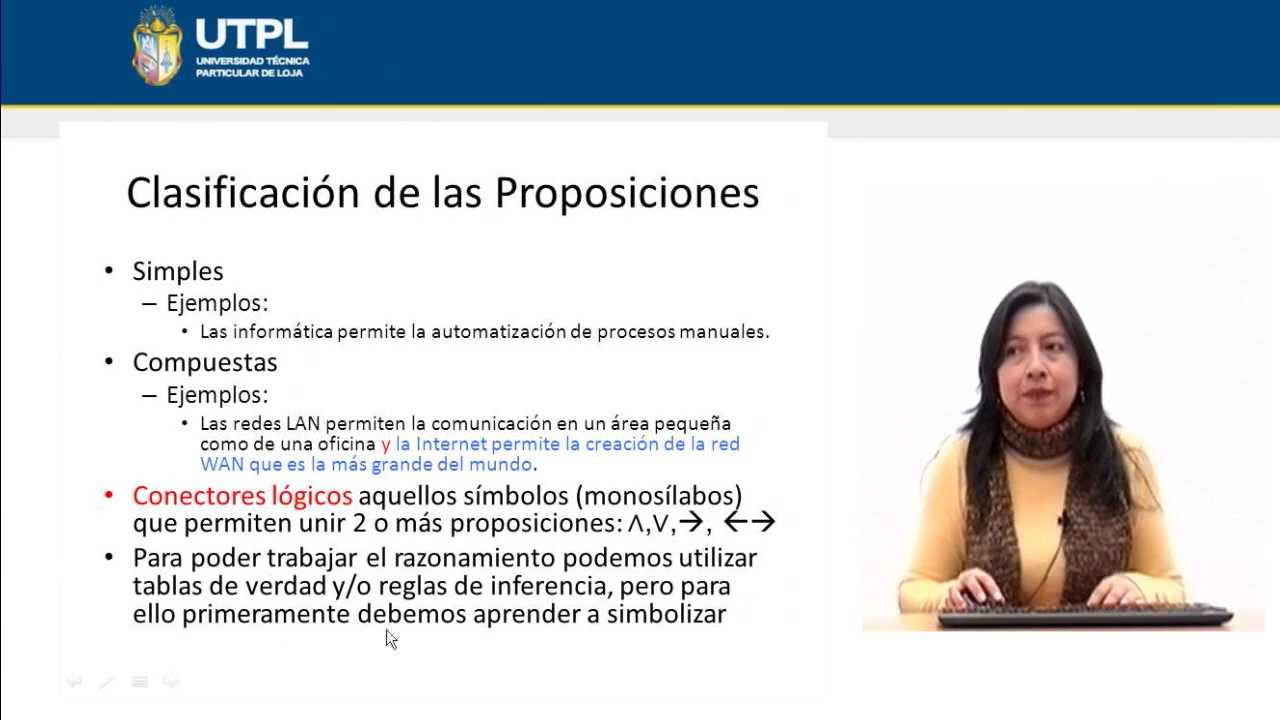 UTPL
UNIVERSIDAD TÉCNICA
PARTICULAR DE LOJA
Clasificación de las Proposiciones
• Simples
– Ejemplos:
• Las informática permite la automatización de procesos manuales.
• Compuestas
– Ejemplos:
• Las redes LAN permiten la comunicación en un área pequeña
como de una oficina y la Internet permite la creación de la red
WAN que es la más grande del mundo.
• Conectores lógicos aquellos símbolos (monosílabos)
que permiten unir 2 o más proposiciones: ᴧ,ᴠ,→, ←→
• Para poder trabajar el razonamiento podemos utilizar
tablas de verdad y/o reglas de inferencia, pero para
ello primeramente debemos aprender a simbolizar